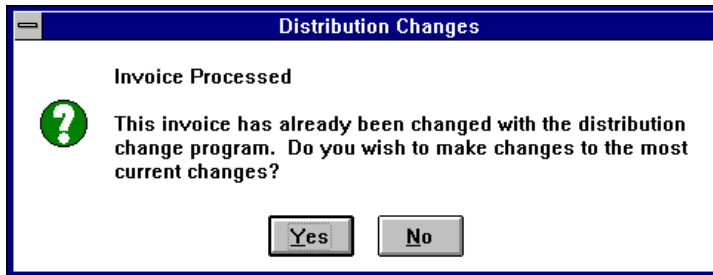 Distribution Changes
Invoice Processed
This invoice has already been changed with the distribution
change program.  Do you wish to make changes to the most
current changes?
Yes No